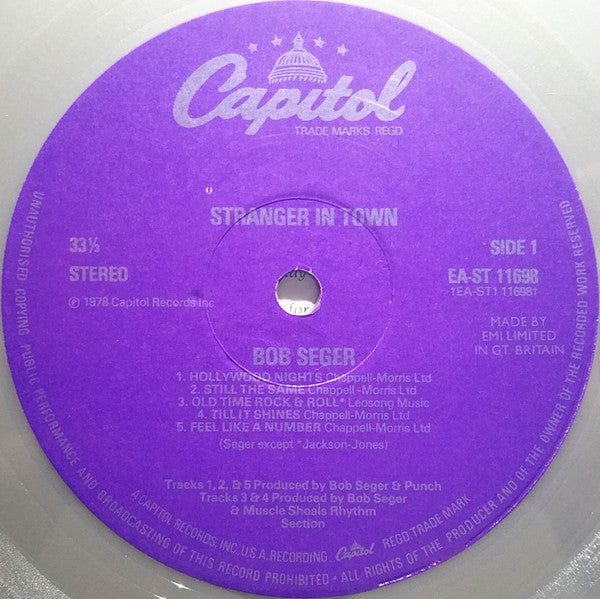 Capitol
TRADE MARKS REGD
STRANGER IN TOWN
33⅓
SIDE 1
STEREO
EA-ST 11698
(EA-ST1 11698)
℗ 1978 Capitol Records Inc.
MADE BY
EMI LIMITED
IN GT. BRITAIN
for
BOB SEGER
1. HOLLYWOOD NIGHTS Chappell-Morris Ltd
2. STILL THE SAME Chappell-Morris Ltd
3. OLD TIME ROCK & ROLL* Leosong Music
4. TILL IT SHINES Chappell-Morris Ltd
5. FEEL LIKE A NUMBER Chappell-Morris Ltd
(Seger except *Jackson-Jones)
Tracks 1, 2, & 5 Produced by Bob Seger & Punch
Tracks 3 & 4 Produced by Bob Seger
& Muscle Shoals Rhythm
Section
A CAPITOL RECORDS, INC. U.S.A. RECORDING Capitol REGD. TRADE MARK
UNAUTHORISED COPYING PUBLIC PERFORMANCE AND BROADCASTING OF THIS RECORD PROHIBITED • ALL RIGHTS OF THE PRODUCER AND OF THE OWNER OF THE RECORDED WORK RESERVED